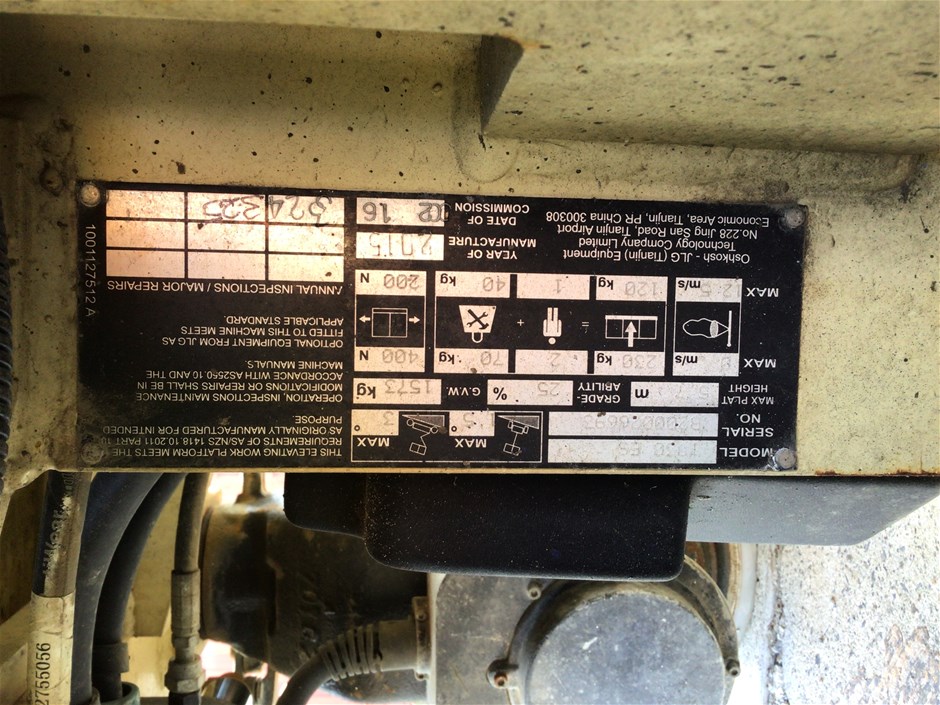 MODEL
SERIAL
NO.
MAX MAX
° 3 °
THIS ELEVATING WORK PLATFORM MEETS THE
REQUIREMENTS OF AS/NZS 1418.10.2011 PART 1
AS ORIGINALLY MANUFACTURED FOR INTENDED
PURPOSE.
MAX PLAT
HEIGHT
m
GRADE-
ABILITY
25 %
G.V.W.
1573 kg
OPERATION, INSPECTIONS MAINTENANCE
MODIFICATIONS OR REPAIRS SHALL BE IN
ACCORDANCE WITH AS2550.10 AND THE
MACHINE MANUALS.
MAX
0 m/s 230 kg 2 70 kg 400 N
= +
OPTIONAL EQUIPMENT FROM JLG AS
FITTED TO THIS MACHINE MEETS
APPLICABLE STANDARD.
MAX
12.5 m/s 120 kg 1 40 kg 200 N
ANNUAL INSPECTIONS / MAJOR REPAIRS
Oshkosh - JLG (Tianjin) Equipment
Technology Company Limited
No.228 Jing San Road, Tianjin Airport
Economic Area, Tianjin, PR China 300308
YEAR OF
MANUFACTURE
2015
DATE OF
COMMISSION
16
1001127512 A
2755056